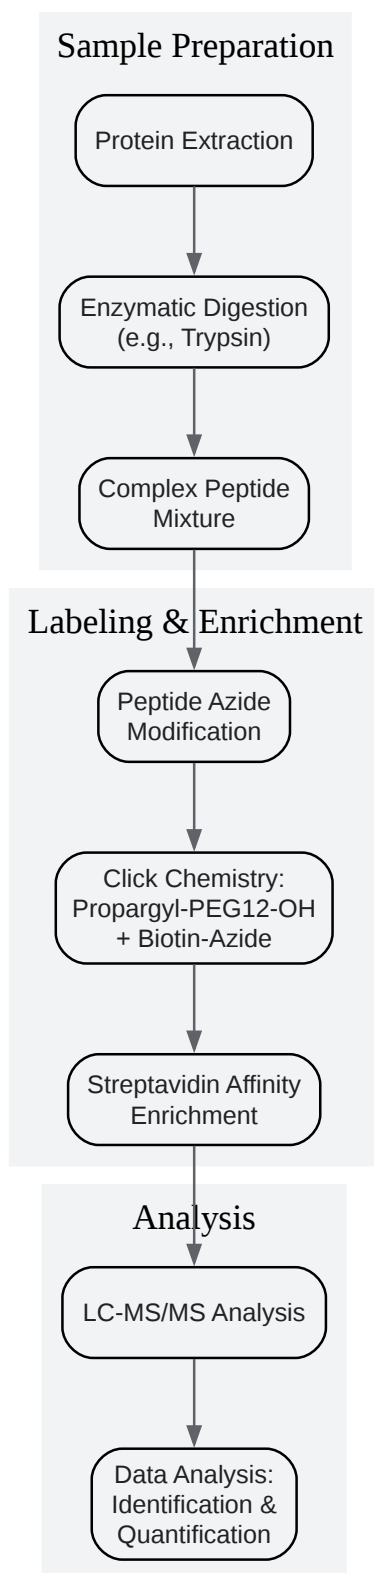 Sample Preparation
Protein Extraction
Enzymatic Digestion
(e.g., Trypsin)
Complex Peptide
Mixture
Labeling & Enrichment
Peptide Azide
Modification
Click Chemistry:
Propargyl-PEG12-OH
+ Biotin-Azide
Streptavidin Affinity
Enrichment
Analysis
LC-MS/MS Analysis
Data Analysis:
Identification &
Quantification